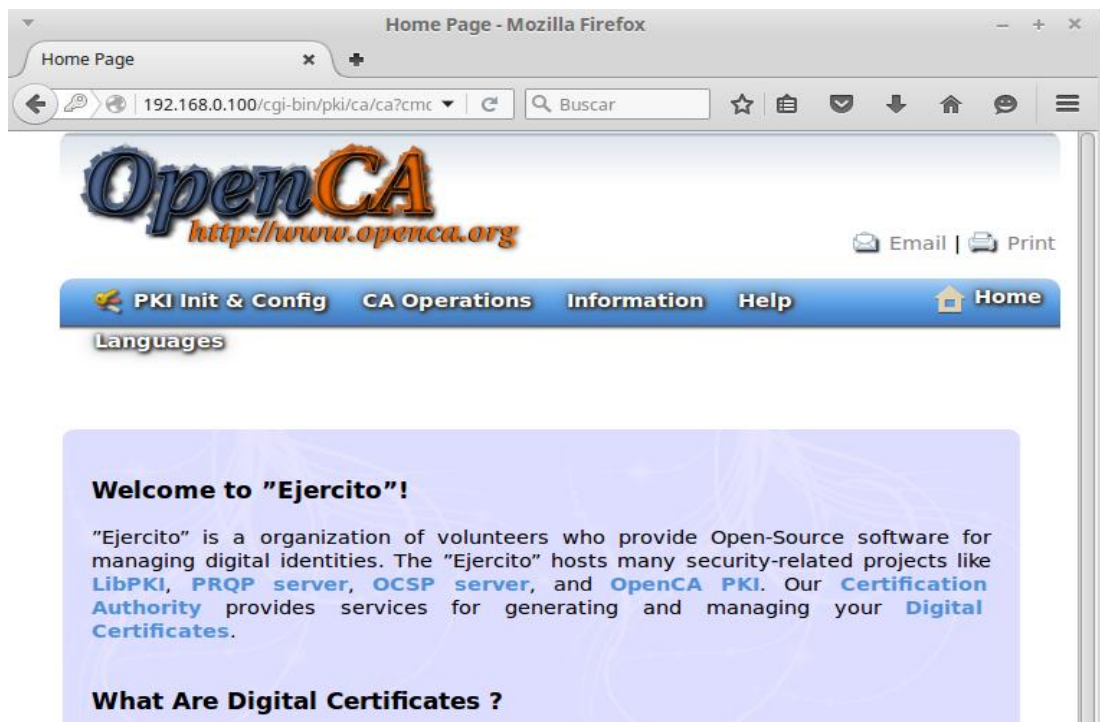 Home Page - Mozilla Firefox
Home Page
192.168.0.100/cgi-bin/pki/ca/ca?cmc
Buscar
OpenCA
http://www.openca.org
Email | Print
PKI Init & Config CA Operations Information Help Home
Languages
Welcome to ”Ejercito”!
”Ejercito” is a organization of volunteers who provide Open-Source software for
managing digital identities. The ”Ejercito” hosts many security-related projects like
LibPKI, PRQP server, OCSP server, and OpenCA PKI. Our Certification
Authority provides services for generating and managing your Digital
Certificates.
What Are Digital Certificates ?